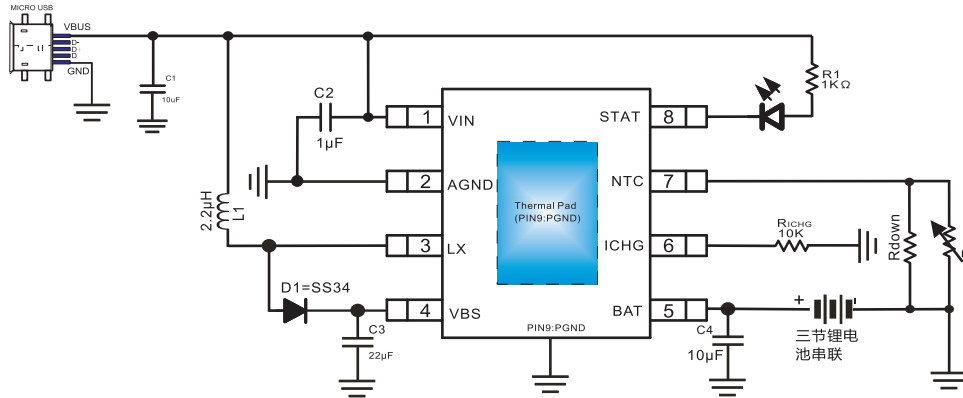 MICRO USB
VBUS
D-
D+
GND
C1
10uF
C2
1μF
2.2μH
L1
D1=SS34
C3
22μF
1
VIN
2
AGND
3
LX
4
VBS
Thermal Pad
(PIN9:PGND)
PIN9:PGND
STAT
8
NTC
7
ICHG
6
BAT
5
R1
1KΩ
RICHG
10K
Rdown
C4
10μF
+
-
三节锂电
池串联